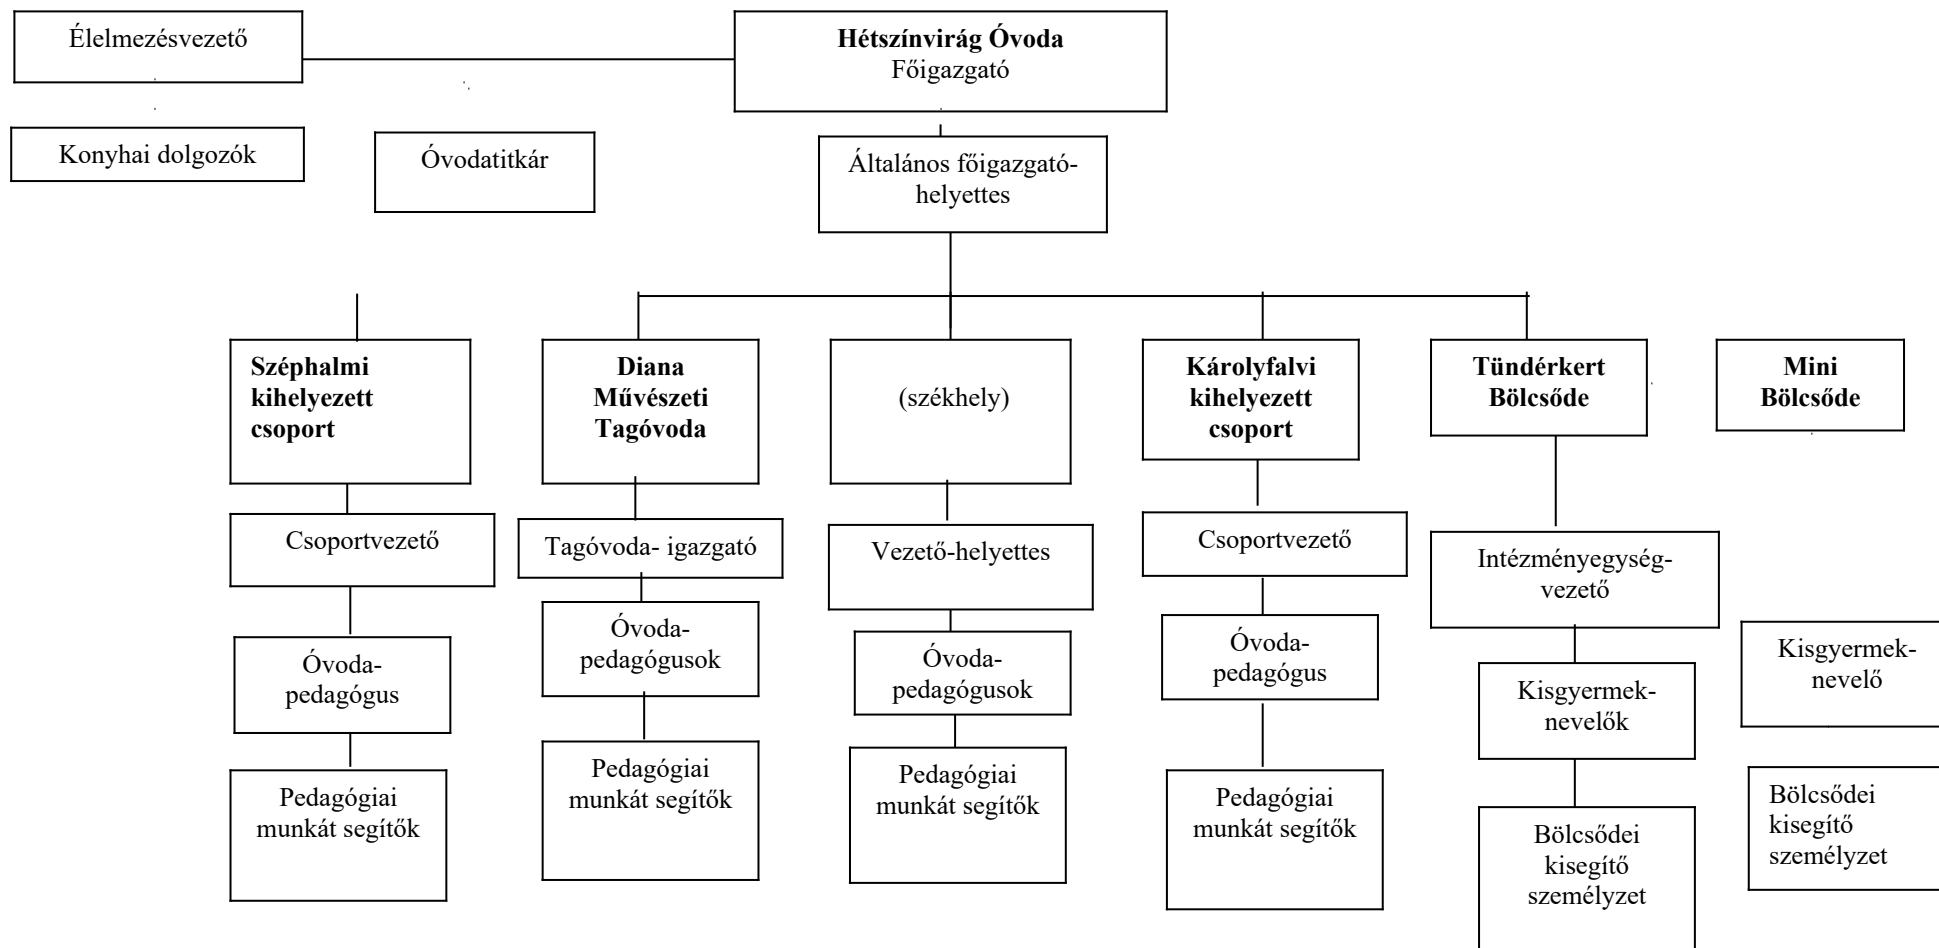 Élelmezésvezető
Hétszínvirág Óvoda
Főigazgató
Konyhai dolgozók
Óvodatitkár
Általános főigazgató-
helyettes
Széphalmi
kihelyezett
csoport
Diana
Művészeti
Tagóvoda
(székhely)
Károlyfalvi
kihelyezett
csoport
Tündérkert
Bölcsőde
Mini
Bölcsőde
Csoportvezető
Tagóvoda- igazgató
Vezető-helyettes
Csoportvezető
Intézményegység-
vezető
Óvoda-
pedagógus
Óvoda-
pedagógusok
Óvoda-
pedagógusok
Óvoda-
pedagógus
Kisgyermek-
nevelők
Kisgyermek-
nevelő
Pedagógiai
munkát segítők
Pedagógiai
munkát segítők
Pedagógiai
munkát segítők
Pedagógiai
munkát segítők
Bölcsődei
kisegítő
személyzet
Bölcsődei
kisegítő
személyzet